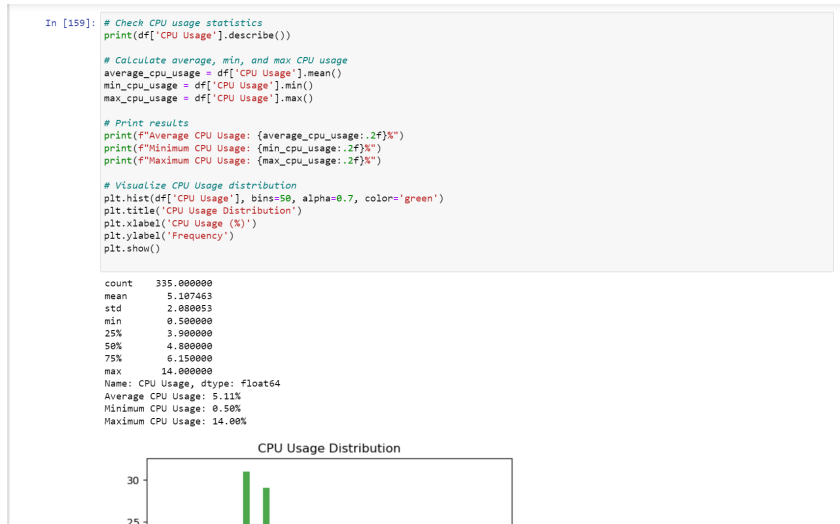 In [159]: # Check CPU usage statistics
print(df['CPU Usage'].describe())
# Calculate average, min, and max CPU usage
average_cpu_usage = df['CPU Usage'].mean()
min_cpu_usage = df['CPU Usage'].min()
max_cpu_usage = df['CPU Usage'].max()
# Print results
print(f"Average CPU Usage: {average_cpu_usage:.2f}%")
print(f"Minimum CPU Usage: {min_cpu_usage:.2f}%")
print(f"Maximum CPU Usage: {max_cpu_usage:.2f}%")
# Visualize CPU Usage distribution
plt.hist(df['CPU Usage'], bins=50, alpha=0.7, color='green')
plt.title('CPU Usage Distribution')
plt.xlabel('CPU Usage (%)')
plt.ylabel('Frequency')
plt.show()
count 335.000000
mean 5.107463
std 2.080053
min 0.500000
25% 3.900000
50% 4.800000
75% 6.150000
max 14.000000
Name: CPU Usage, dtype: float64
Average CPU Usage: 5.11%
Minimum CPU Usage: 0.50%
Maximum CPU Usage: 14.00%
CPU Usage Distribution
30
25